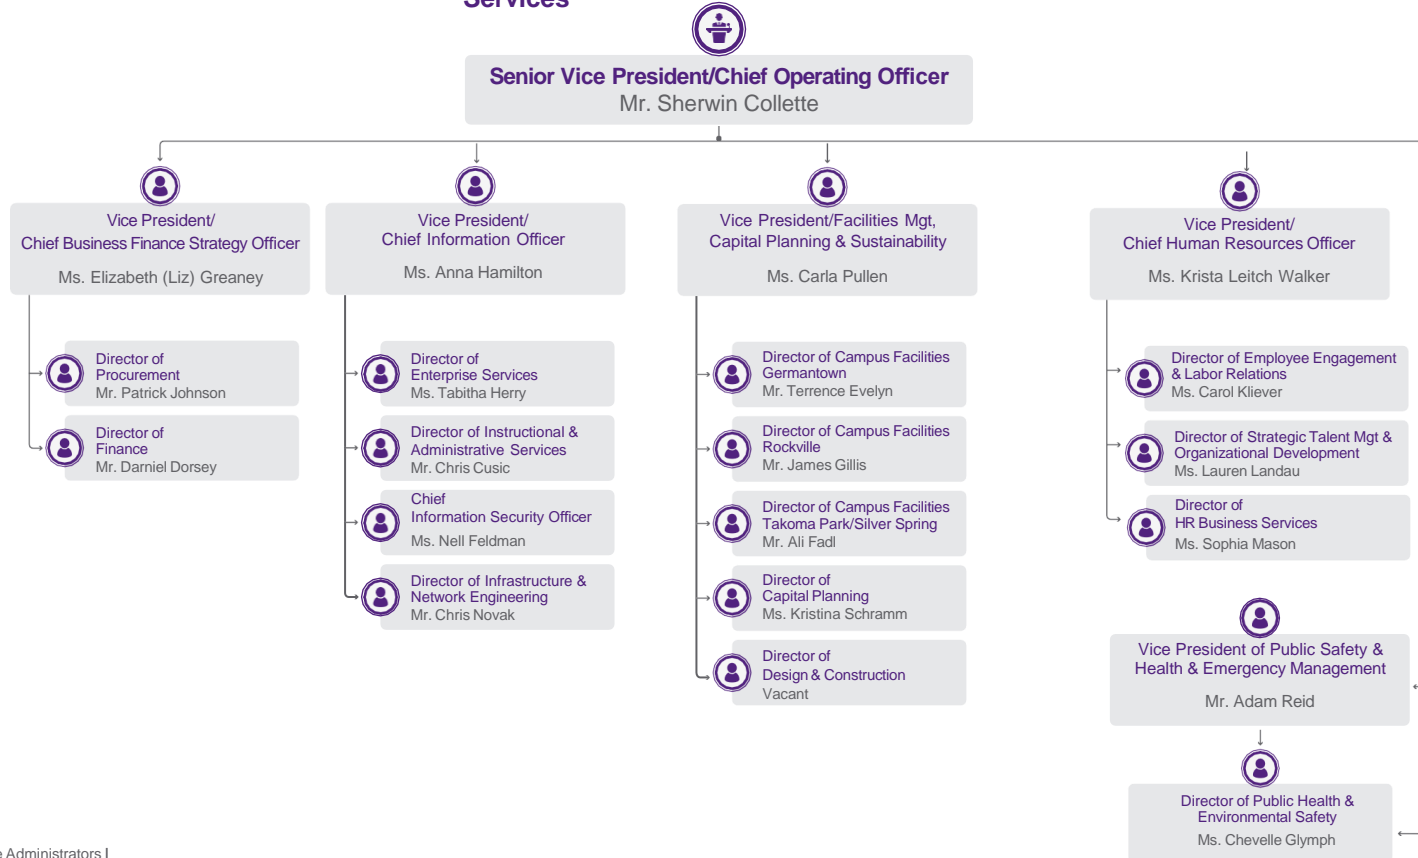 Services
Senior Vice President/Chief Operating Officer
Mr. Sherwin Collette
Vice President/
Chief Business Finance Strategy Officer
Ms. Elizabeth (Liz) Greaney
Director of
Procurement
Mr. Patrick Johnson
Director of
Finance
Mr. Darniel Dorsey
Vice President/
Chief Information Officer
Ms. Anna Hamilton
Director of
Enterprise Services
Ms. Tabitha Herry
Director of Instructional &
Administrative Services
Mr. Chris Cusic
Chief
Information Security Officer
Ms. Nell Feldman
Director of Infrastructure &
Network Engineering
Mr. Chris Novak
Vice President/Facilities Mgt,
Capital Planning & Sustainability
Ms. Carla Pullen
Director of Campus Facilities
Germantown
Mr. Terrence Evelyn
Director of Campus Facilities
Rockville
Mr. James Gillis
Director of Campus Facilities
Takoma Park/Silver Spring
Mr. Ali Fadl
Director of
Capital Planning
Ms. Kristina Schramm
Director of
Design & Construction
Vacant
Vice President/
Chief Human Resources Officer
Ms. Krista Leitch Walker
Director of Employee Engagement
& Labor Relations
Ms. Carol Kliever
Director of Strategic Talent Mgt &
Organizational Development
Ms. Lauren Landau
Director of
HR Business Services
Ms. Sophia Mason
Vice President of Public Safety &
Health & Emergency Management
Mr. Adam Reid
Director of Public Health &
Environmental Safety
Ms. Chevelle Glymph
e Administrators |